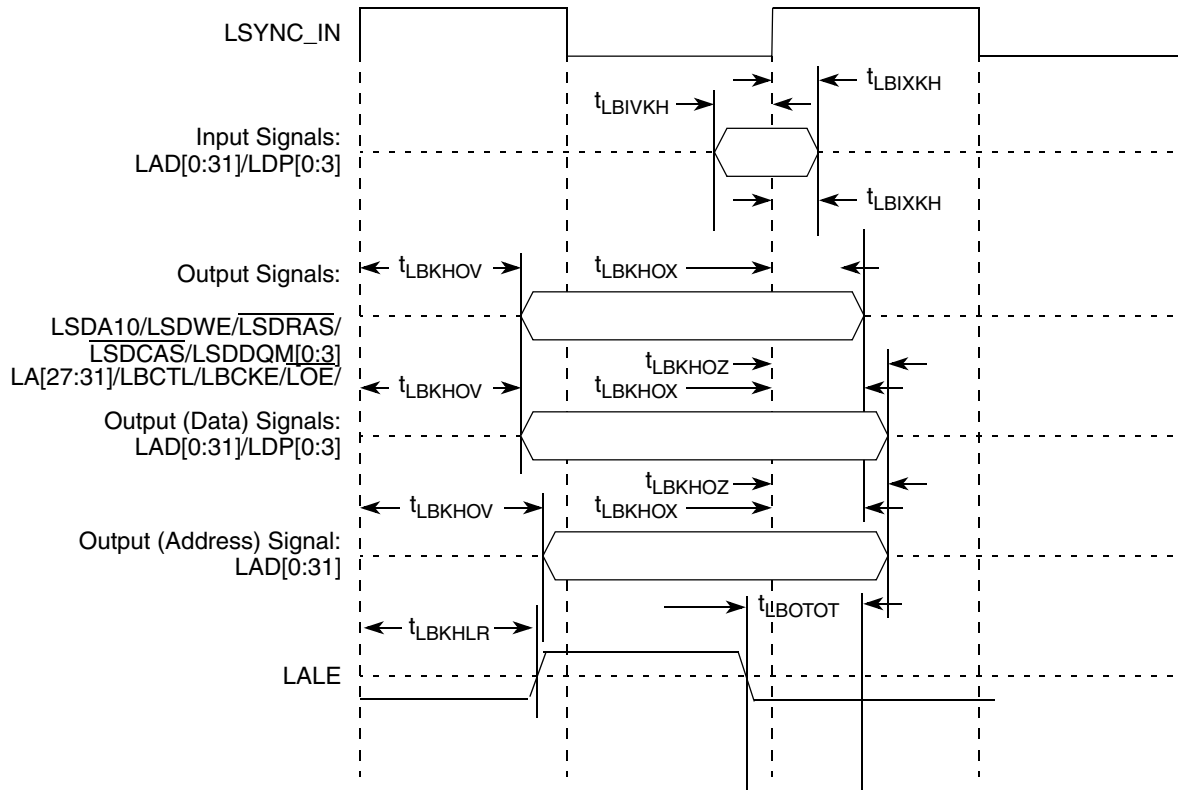 LSYNC_IN
tLBIXKH
tLBIVKH
Input Signals:
LAD[0:31]/LDP[0:3]
tLBIXKH
Output Signals:
tLBKHOV
tLBKHOX
LSDA10/LSDWE/LSDRAS/
LSDCAS/LSDDQM[0:3]
LA[27:31]/LBCTL/LBCKE/LOE/
tLBKHOZ
tLBKHOV
tLBKHOX
Output (Data) Signals:
LAD[0:31]/LDP[0:3]
tLBKHOZ
tLBKHOV
tLBKHOX
Output (Address) Signal:
LAD[0:31]
tLBOTOT
tLBKHLR
LALE